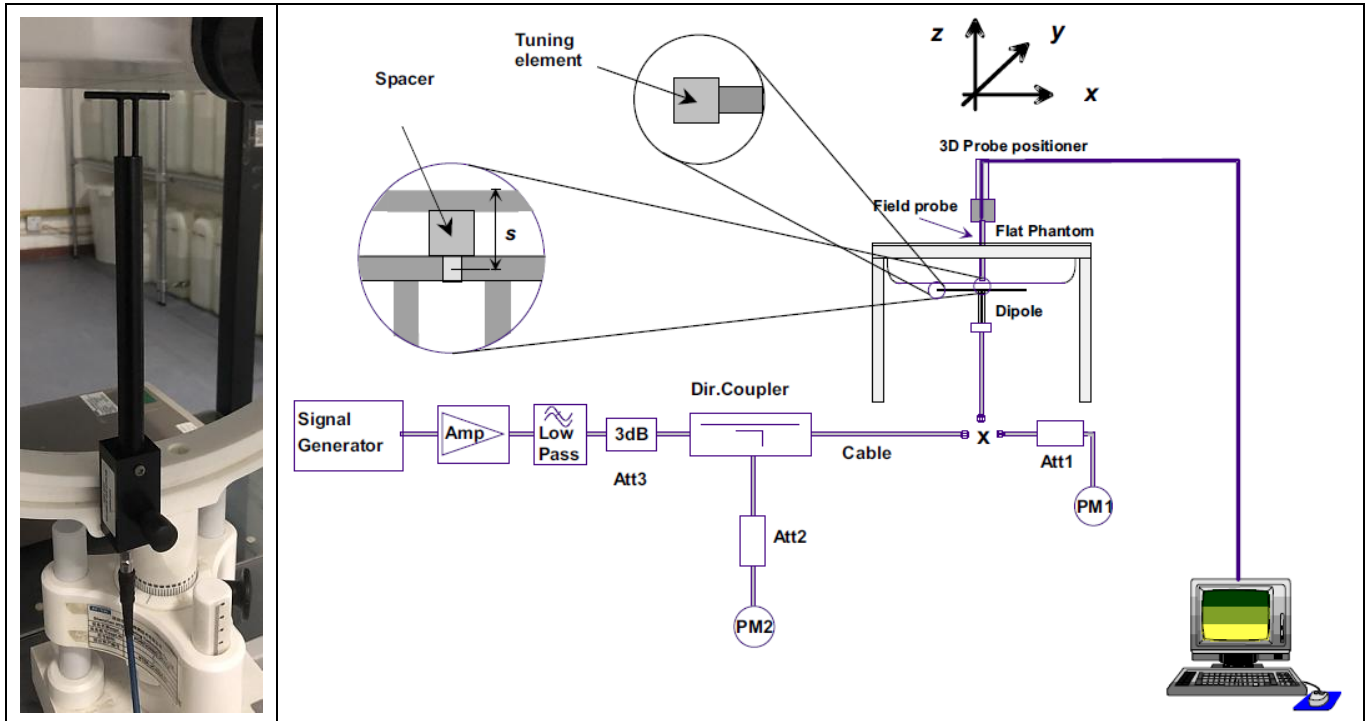 Tuning
element
Spacer
s
z
y
x
3D Probe positioner
Field probe
Flat Phantom
Dipole
Dir.Coupler
Signal
Generator
Amp
Low
Pass
3dB
Att3
Cable
x
Att1
PM1
Att2
PM2